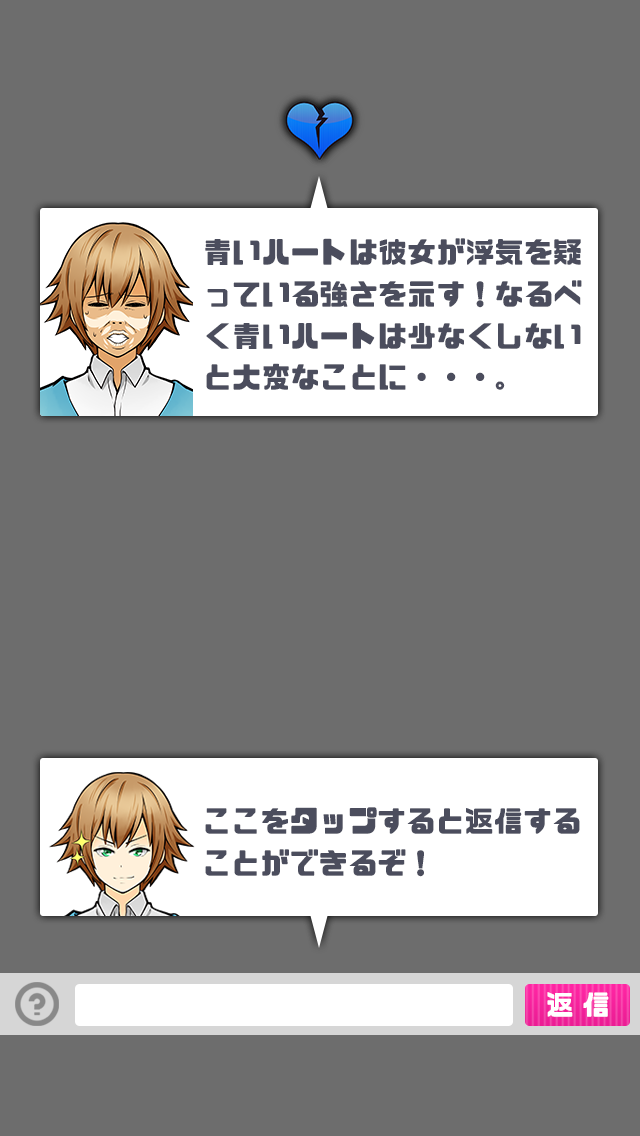 青いハートは彼女が浮気を疑
っている強さを示す！なるべ
く青いハートは少なくしない
と大変なことに・・・。
ここをタップすると返信する
ことができるぞ！
?
返信